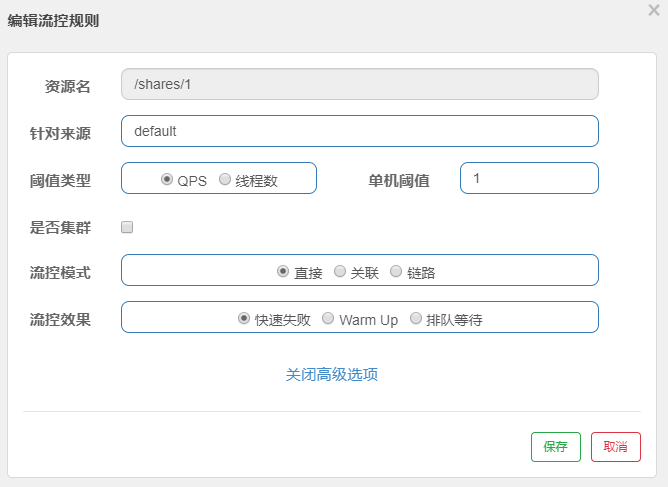 编辑流控规则
资源名 /shares/1
针对来源 default
阈值类型 QPS 线程数 单机阈值 1
是否集群
流控模式 直接 关联 链路
流控效果 快速失败 Warm Up 排队等待
关闭高级选项
保存 取消